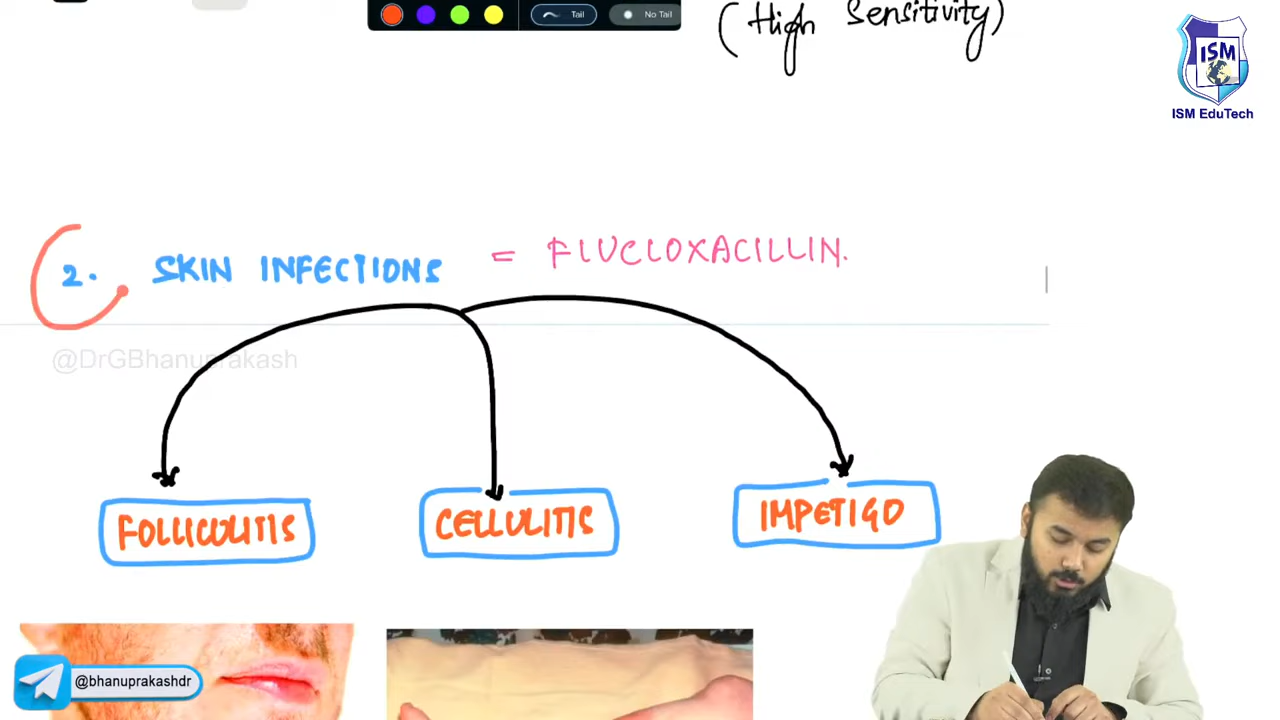 Tail
No Tail
(High Sensitivity)
ISM
ISM EduTech
2. SKIN INFECTIONS = FLUCLOXACILLIN.
@DrGBhanuprakash
FOLLICULITIS
CELLULITIS
IMPETIGO
@bhanuprakashdr